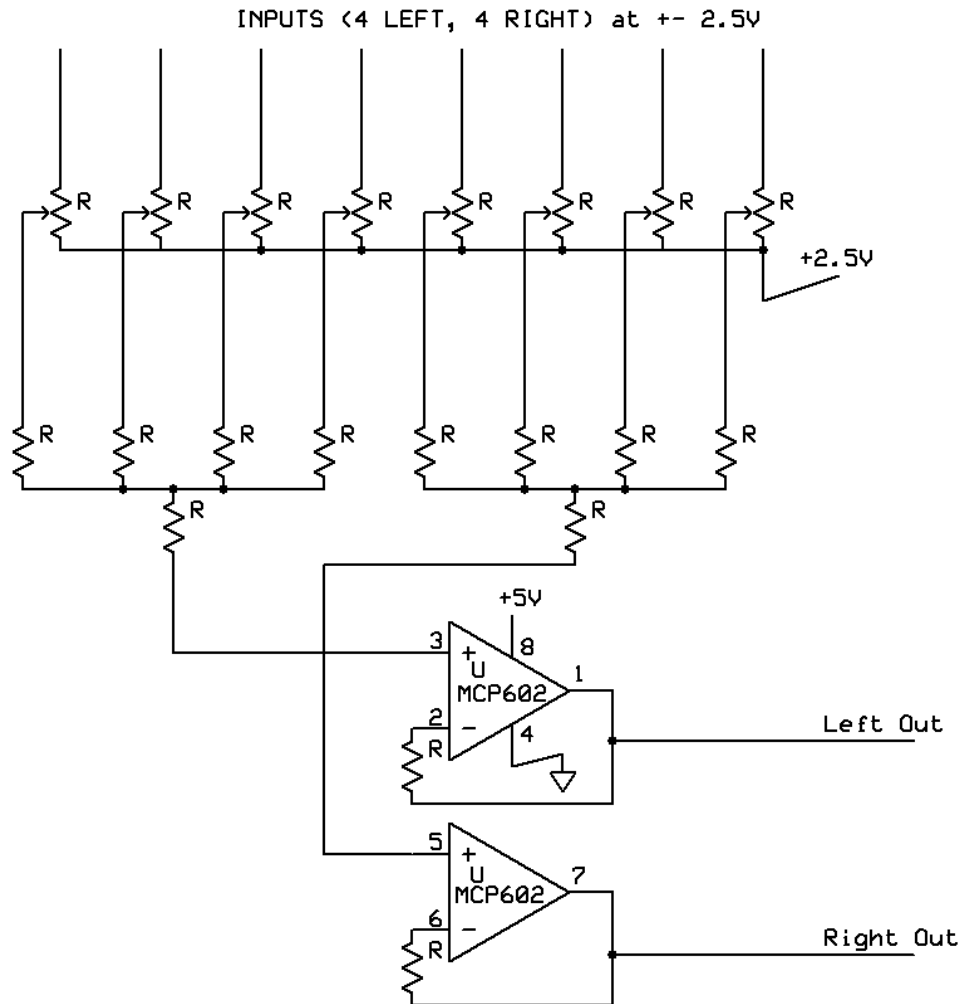 INPUTS (4 LEFT, 4 RIGHT) at +- 2.5V
R R R R R R R R
+2.5V
R R R R R R R R
R R
+5V
3 + 8
U 1
MCP602
2 - 4
R
Left Out
5 +
U 7
MCP602
6 -
R
Right Out